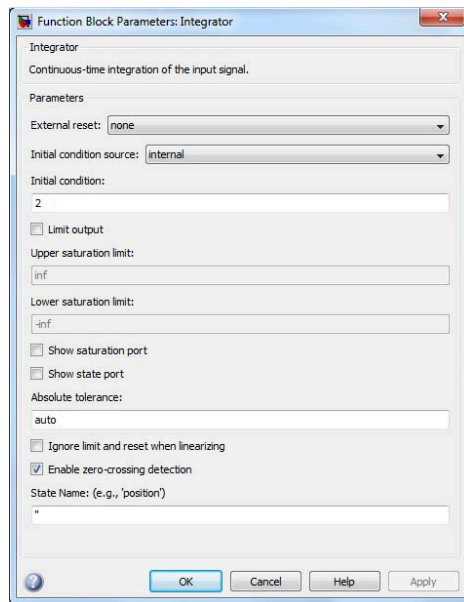 Function Block Parameters: Integrator
Integrator
Continuous-time integration of the input signal.
Parameters
External reset: none
Initial condition source: internal
Initial condition:
2
Limit output
Upper saturation limit:
inf
Lower saturation limit:
-inf
Show saturation port
Show state port
Absolute tolerance:
auto
Ignore limit and reset when linearizing
Enable zero-crossing detection
State Name: (e.g., 'position')
''
OK Cancel Help Apply